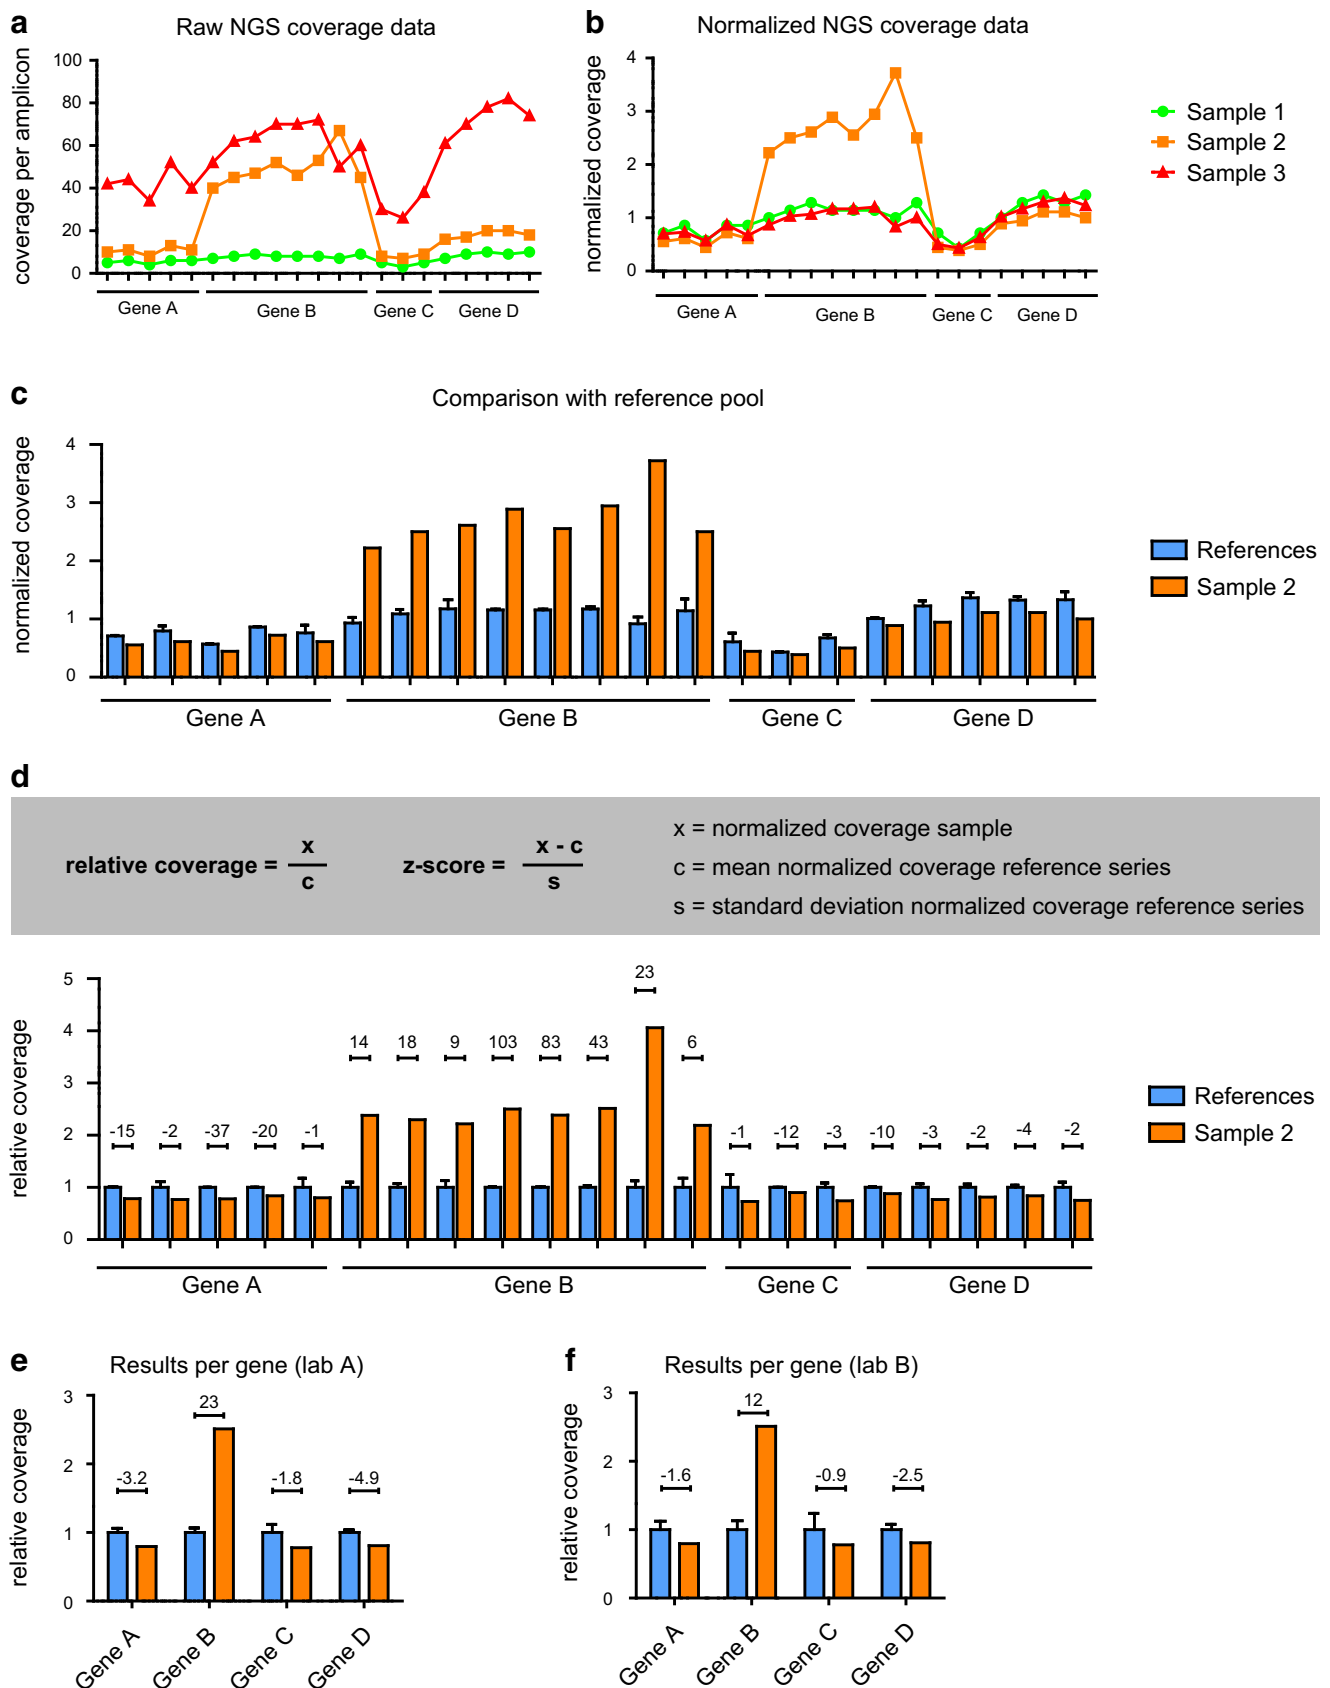 a
Raw NGS coverage data
coverage per amplicon
100
80
60
40
20
0
Gene A
Gene B
Gene C
Gene D
b
Normalized NGS coverage data
normalized coverage
4
3
2
1
0
Gene A
Gene B
Gene C
Gene D
Sample 1
Sample 2
Sample 3
c
Comparison with reference pool
normalized coverage
4
3
2
1
0
Gene A
Gene B
Gene C
Gene D
References
Sample 2
d
relative coverage = x / c
z-score = x - c / s
x = normalized coverage sample
c = mean normalized coverage reference series
s = standard deviation normalized coverage reference series
relative coverage
5
4
3
2
1
0
-15 -2 -37 -20 -1
14 18 9 103 83 43 23 6
-1 -12 -3
-10 -3 -2 -4 -2
Gene A
Gene B
Gene C
Gene D
References
Sample 2
e
Results per gene (lab A)
relative coverage
3
2
1
0
-3.2
23
-1.8
-4.9
Gene A
Gene B
Gene C
Gene D
f
Results per gene (lab B)
relative coverage
3
2
1
0
-1.6
12
-0.9
-2.5
Gene A
Gene B
Gene C
Gene D